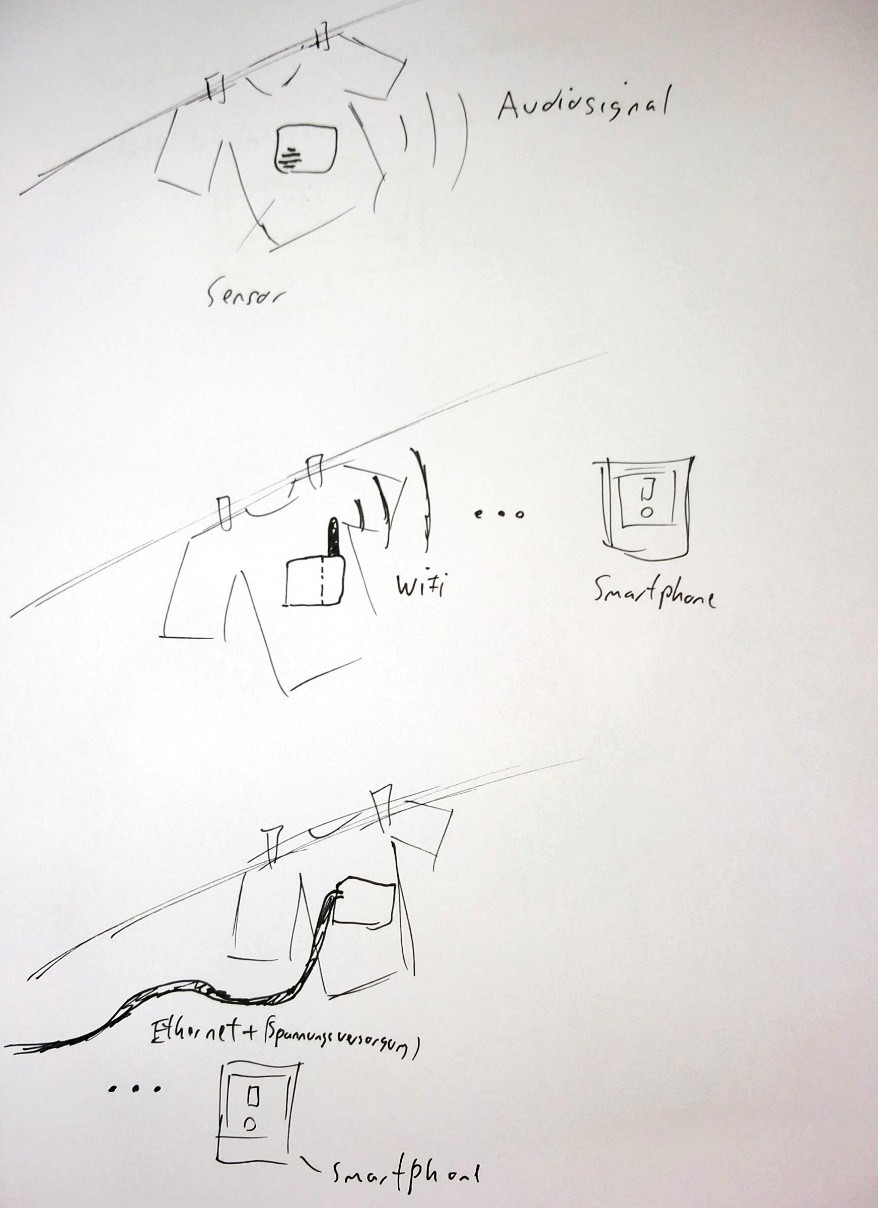 Audiosignal
Sensor
WiFi
Smartphone
Ethernet + (Spannungsversorgung)
Smartphone